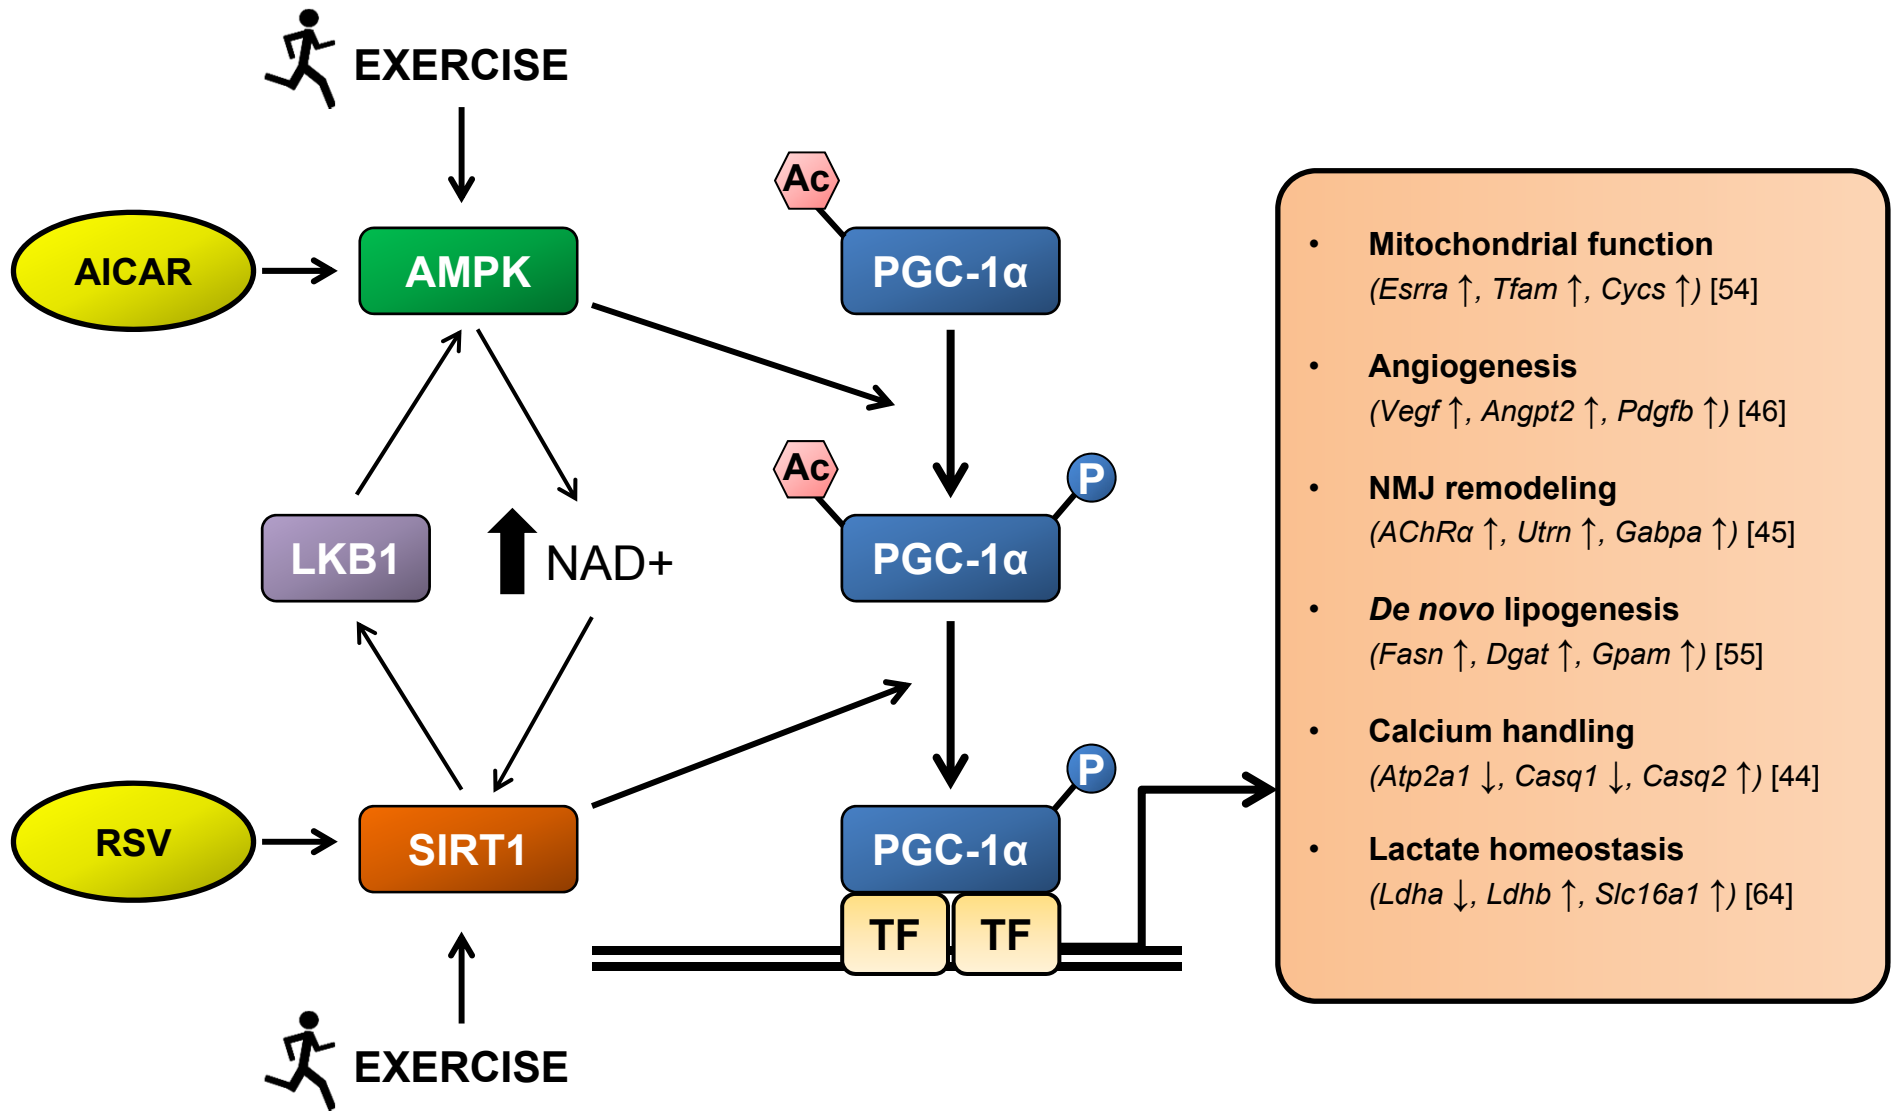 EXERCISE
AICAR
AMPK
Ac
PGC-1α
LKB1
NAD+
Ac
P
PGC-1α
RSV
SIRT1
P
PGC-1α
TF TF
EXERCISE
• Mitochondrial function
(Esrra ↑, Tfam ↑, Cycs ↑) [54]
• Angiogenesis
(Vegf ↑, Angpt2 ↑, Pdgfb ↑) [46]
• NMJ remodeling
(AChRα ↑, Utrn ↑, Gabpa ↑) [45]
• De novo lipogenesis
(Fasn ↑, Dgat ↑, Gpam ↑) [55]
• Calcium handling
(Atp2a1 ↓, Casq1 ↓, Casq2 ↑) [44]
• Lactate homeostasis
(Ldha ↓, Ldhb ↑, Slc16a1 ↑) [64]